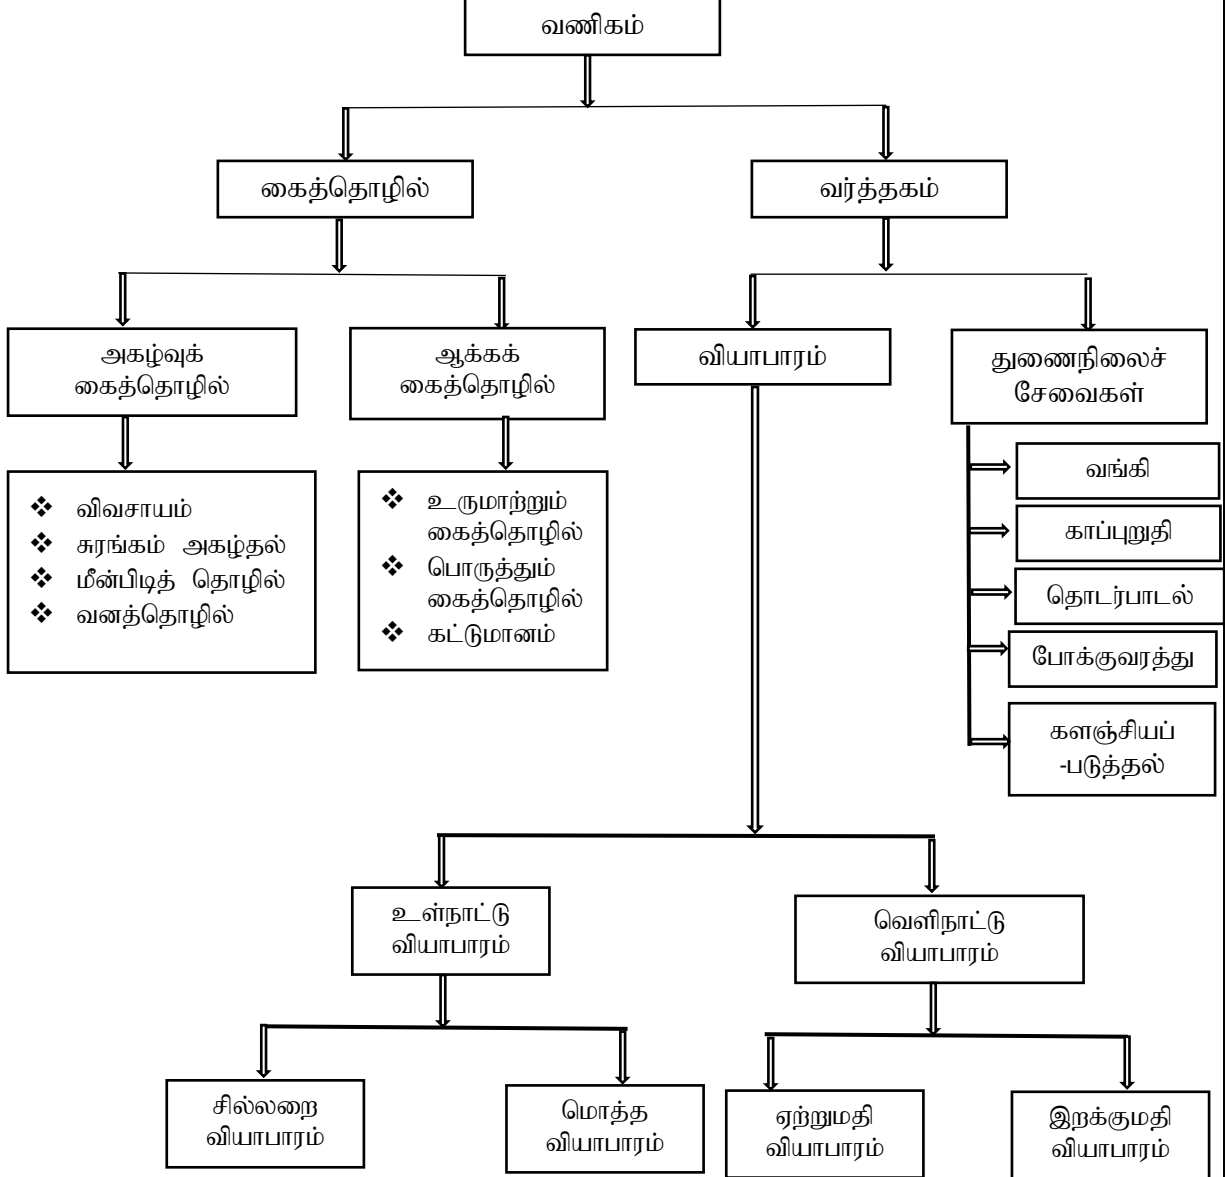 வணிகம்
கைத்தொழில்
வர்த்தகம்
அகழ்வுக்
கைத்தொழில்
ஆக்கக்
கைத்தொழில்
வியாபாரம்
துணைநிலைச்
சேவைகள்
❖ விவசாயம்
❖ சுரங்கம் அகழ்தல்
❖ மீன்பிடித் தொழில்
❖ வனத்தொழில்
❖ உருமாற்றும்
கைத்தொழில்
❖ பொருத்தும்
கைத்தொழில்
❖ கட்டுமானம்
வங்கி
காப்புறுதி
தொடர்பாடல்
போக்குவரத்து
களஞ்சியப்
-படுத்தல்
உள்நாட்டு
வியாபாரம்
வெளிநாட்டு
வியாபாரம்
சில்லறை
வியாபாரம்
மொத்த
வியாபாரம்
ஏற்றுமதி
வியாபாரம்
இறக்குமதி
வியாபாரம்